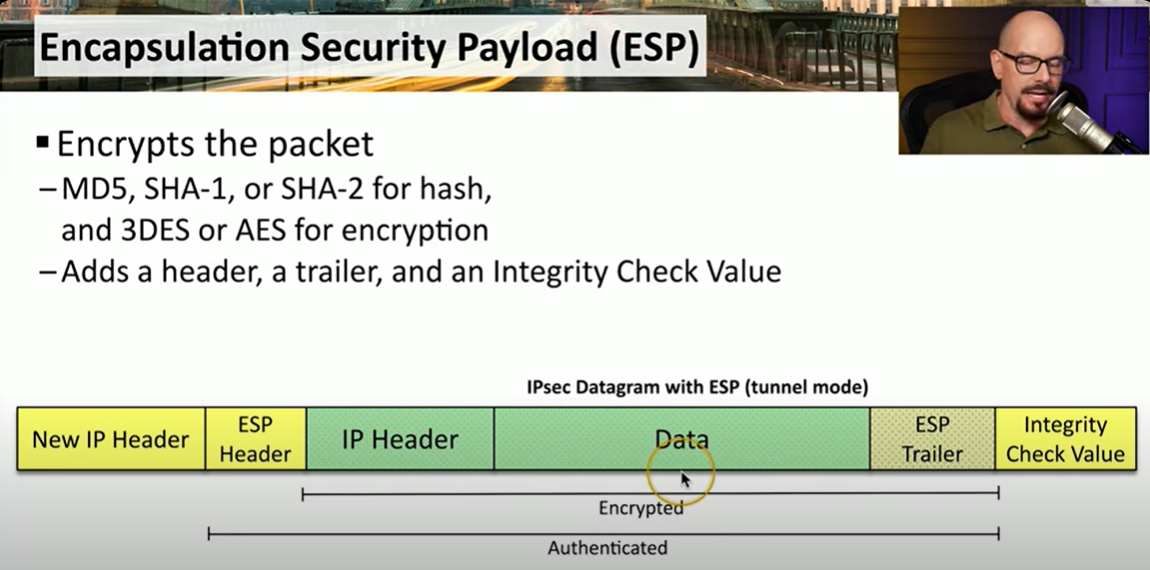 Encapsulation Security Payload (ESP)
▪ Encrypts the packet
– MD5, SHA-1, or SHA-2 for hash,
and 3DES or AES for encryption
– Adds a header, a trailer, and an Integrity Check Value
IPsec Datagram with ESP (tunnel mode)
New IP Header
ESP
Header
IP Header
Data
ESP
Trailer
Integrity
Check Value
Encrypted
Authenticated